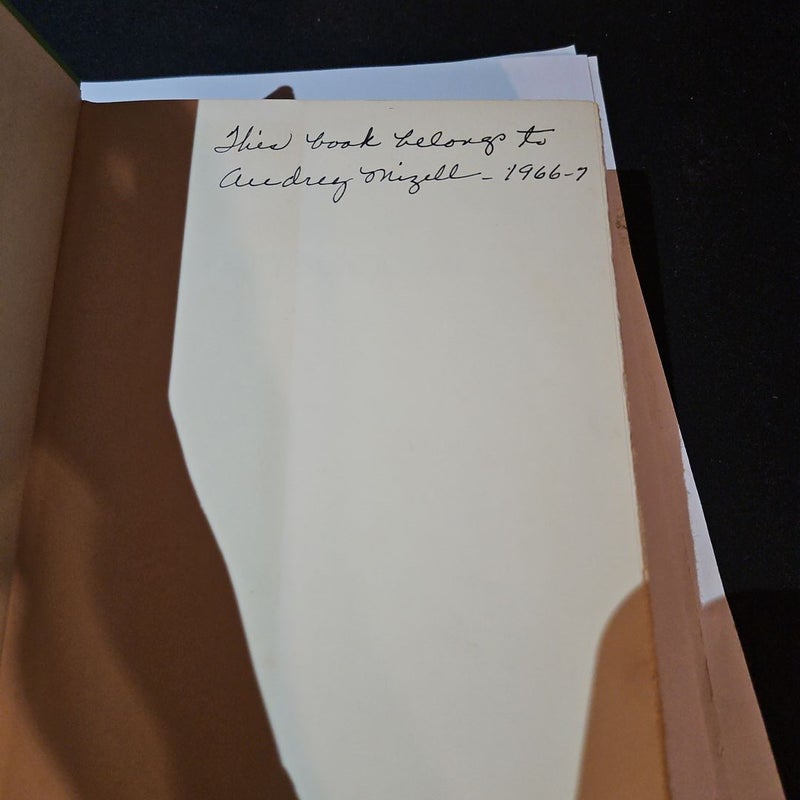 This book belongs to
Audrey Mizell - 1966-7